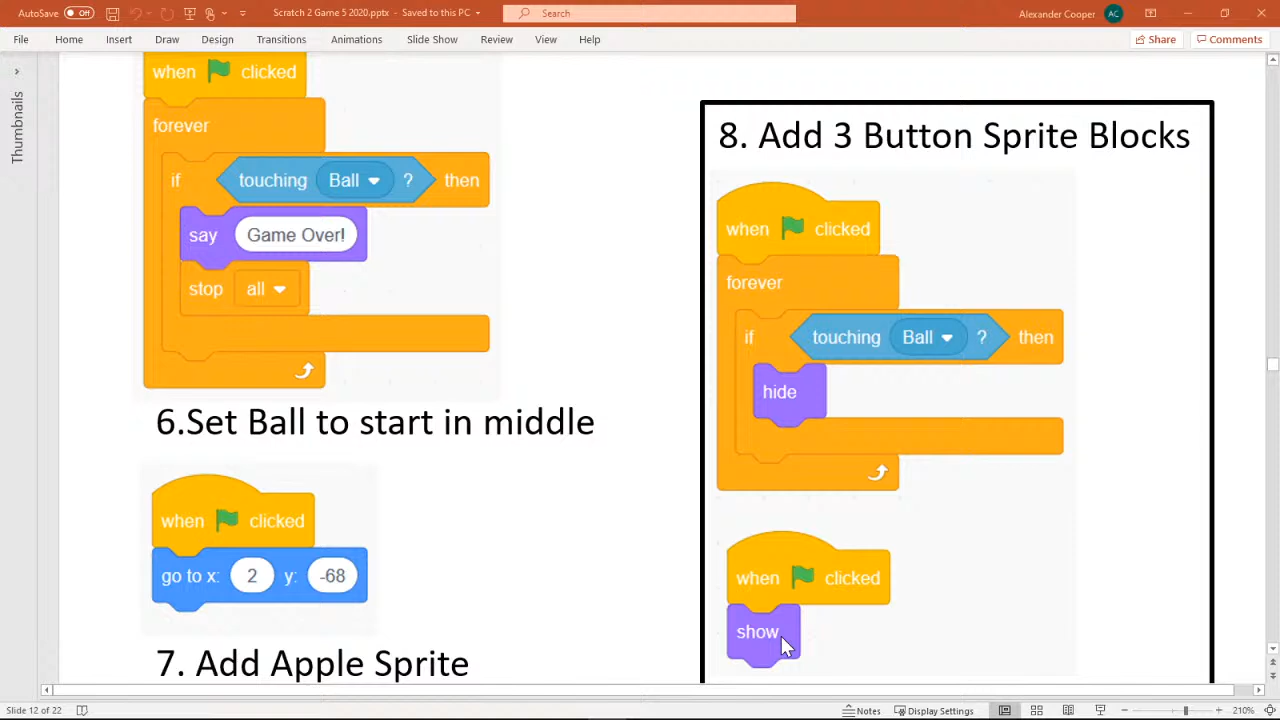 AutoSave Off Scratch 2 Game 5 2020.pptx - Saved to this PC Search Alexander Cooper AC
File Home Insert Draw Design Transitions Animations Slide Show Review View Help Share Comments
Thumbnails
when clicked
forever
if touching Ball ? then
say Game Over!
stop all
6.Set Ball to start in middle
when clicked
go to x: 2 y: -68
7. Add Apple Sprite
8. Add 3 Button Sprite Blocks
when clicked
forever
if touching Ball ? then
hide
when clicked
show
Slide 12 of 22 Notes Display Settings 210%